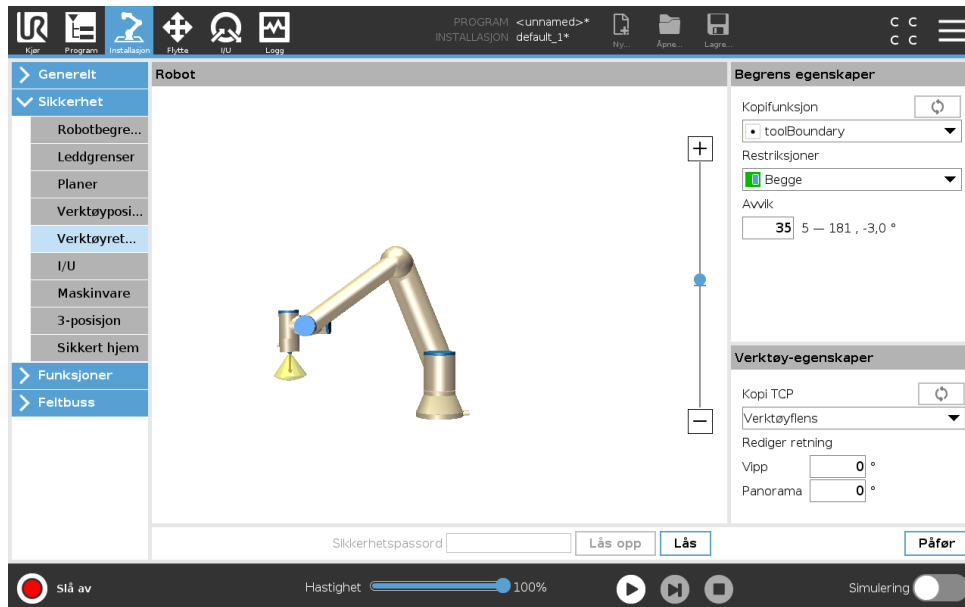 UR
Kjør
Program
Installasjon
Flytte
I/U
Logg
PROGRAM <unnamed>*
INSTALLASJON default_1*
Ny...
Åpne...
Lagre...
C C
C C
Generelt
Sikkerhet
Robotbegre...
Leddgrenser
Planer
Verktøyposi...
Verktøyret...
I/U
Maskinvare
3-posisjon
Sikkert hjem
Funksjoner
Feltbuss
Robot
Sikkerhetspassord
Lås opp
Lås
Begrens egenskaper
Kopifunksjon
toolBoundary
Restriksjoner
Begge
Avvik
35 5 — 181 , -3,0 °
Verktøy-egenskaper
Kopi TCP
Verktøyflens
Rediger retning
Vipp 0 °
Panorama 0 °
Påfør
Slå av
Hastighet 100%
Simulering